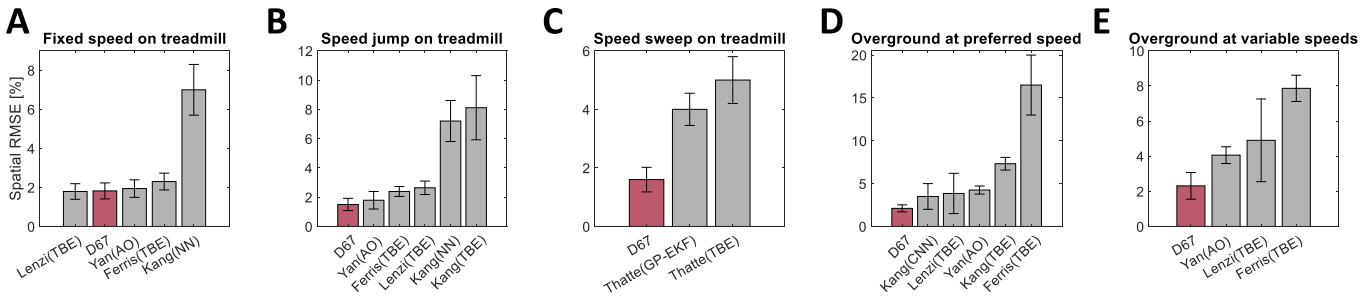 A
Fixed speed on treadmill
Spatial RMSE [%]
8
6
4
2
0
Lenzi(TBE)
D67
Yan(AO)
Ferris(TBE)
Kang(NN)
B
Speed jump on treadmill
12
10
8
6
4
2
0
D67
Yan(AO)
Ferris(TBE)
Lenzi(TBE)
Kang(NN)
Kang(TBE)
C
Speed sweep on treadmill
6
4
2
0
D67
Thatte(GP-EKF)
Thatte(TBE)
D
Overground at preferred speed
20
15
10
5
0
D67
Kang(CNN)
Lenzi(TBE)
Yan(AO)
Kang(TBE)
Ferris(TBE)
E
Overground at variable speeds
10
8
6
4
2
0
D67
Yan(AO)
Lenzi(TBE)
Ferris(TBE)